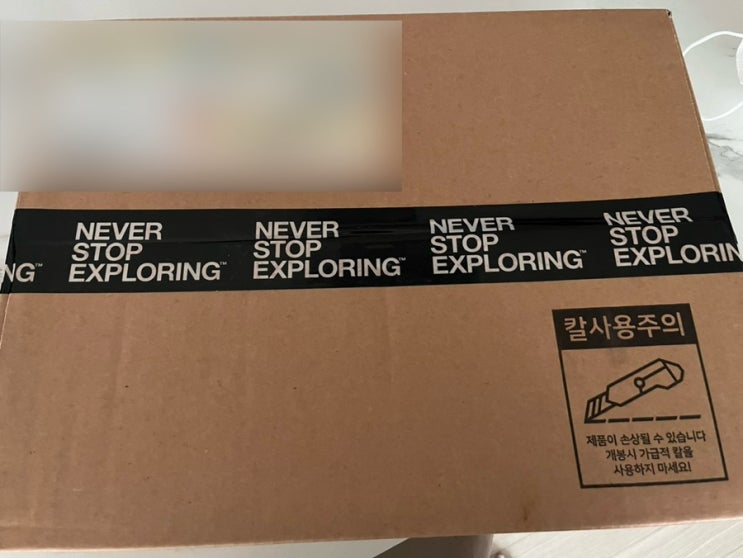 NG™
NEVER
STOP
EXPLORING™
NEVER
STOP
EXPLORING™
NEVER
STOP
EXPLORING™
NEVER
STOP
EXPLORIN
칼사용주의
제품이 손상될 수 있습니다
개봉시 가급적 칼을
사용하지 마세요!